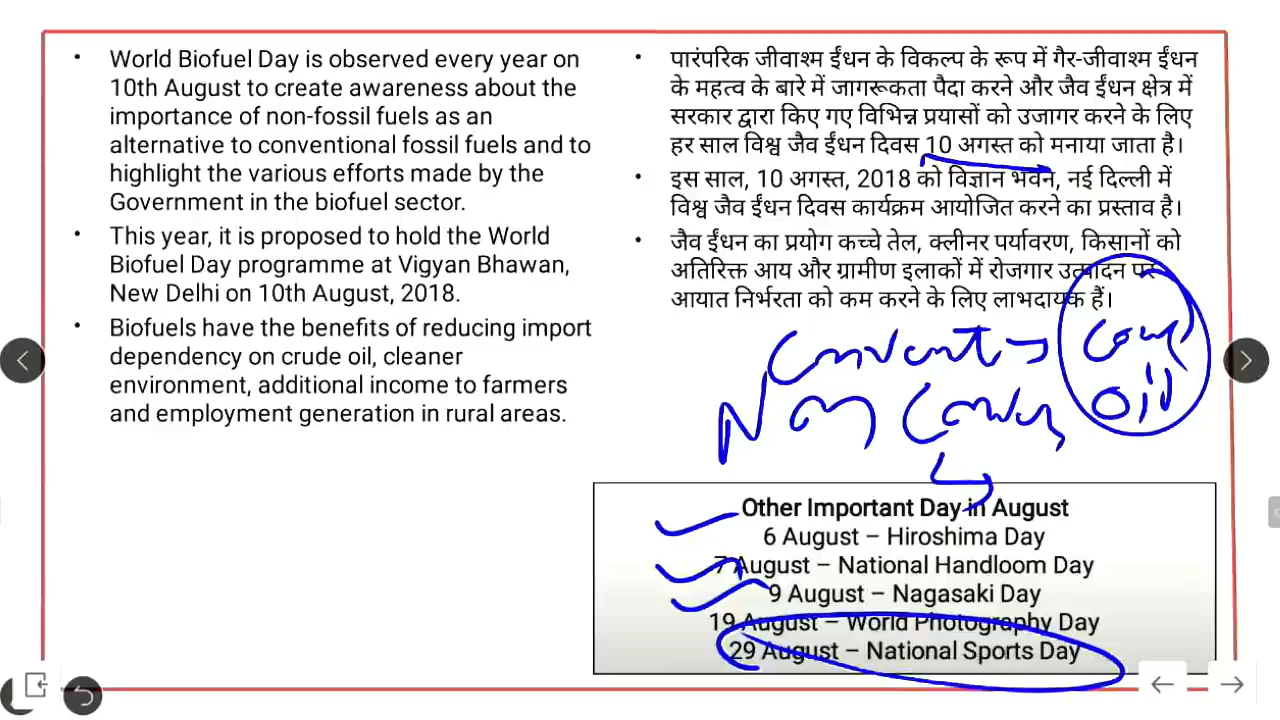 • World Biofuel Day is observed every year on
10th August to create awareness about the
importance of non-fossil fuels as an
alternative to conventional fossil fuels and to
highlight the various efforts made by the
Government in the biofuel sector.
• This year, it is proposed to hold the World
Biofuel Day programme at Vigyan Bhawan,
New Delhi on 10th August, 2018.
• Biofuels have the benefits of reducing import
dependency on crude oil, cleaner
environment, additional income to farmers
and employment generation in rural areas.
• पारंपरिक जीवाश्म ईंधन के विकल्प के रूप में गैर-जीवाश्म ईंधन
के महत्व के बारे में जागरूकता पैदा करने और जैव ईंधन क्षेत्र में
सरकार द्वारा किए गए विभिन्न प्रयासों को उजागर करने के लिए
हर साल विश्व जैव ईंधन दिवस 10 अगस्त को मनाया जाता है।
• इस साल, 10 अगस्त, 2018 को विज्ञान भवन, नई दिल्ली में
विश्व जैव ईंधन दिवस कार्यक्रम आयोजित करने का प्रस्ताव है।
• जैव ईंधन का प्रयोग कच्चे तेल, क्लीनर पर्यावरण, किसानों को
अतिरिक्त आय और ग्रामीण इलाकों में रोजगार उत्पादन पर
आयात निर्भरता को कम करने के लिए लाभदायक हैं।
Non
Oil
Other Important Day in August
6 August – Hiroshima Day
7 August – National Handloom Day
9 August – Nagasaki Day
19 August – World Photography Day
29 August – National Sports Day